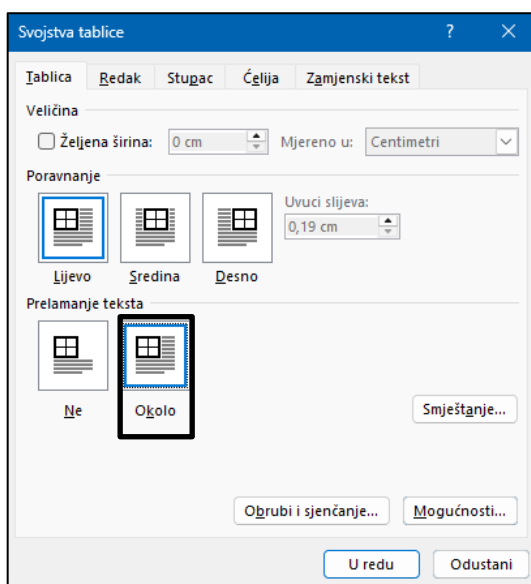 Svojstva tablice ? ×
Tablica Redak Stupac Ćelija Zamjenski tekst
Veličina
Željena širina: 0 cm Mjereno u: Centimetri
Poravnanje
Uvuci slijeva:
0,19 cm
Lijevo Sredina Desno
Prelamanje teksta
Ne Okolo Smještanje...
Obrubi i sjenčanje... Mogućnosti...
U redu Odustani